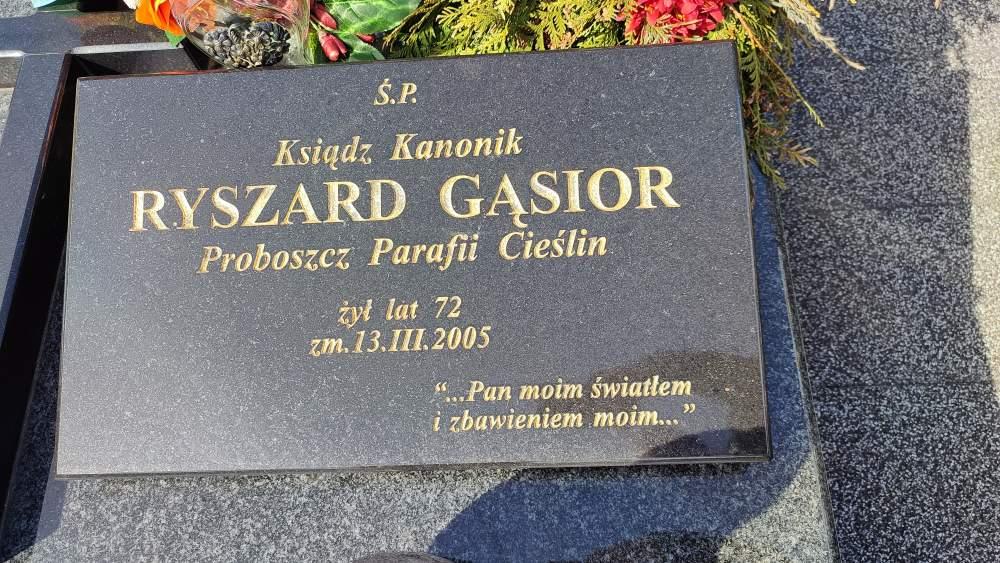 Ś.P.
Ksiądz Kanonik
RYSZARD GĄSIOR
Proboszcz Parafii Cieślin
żył lat 72
zm.13.III.2005
“...Pan moim światłem
i zbawieniem moim...”